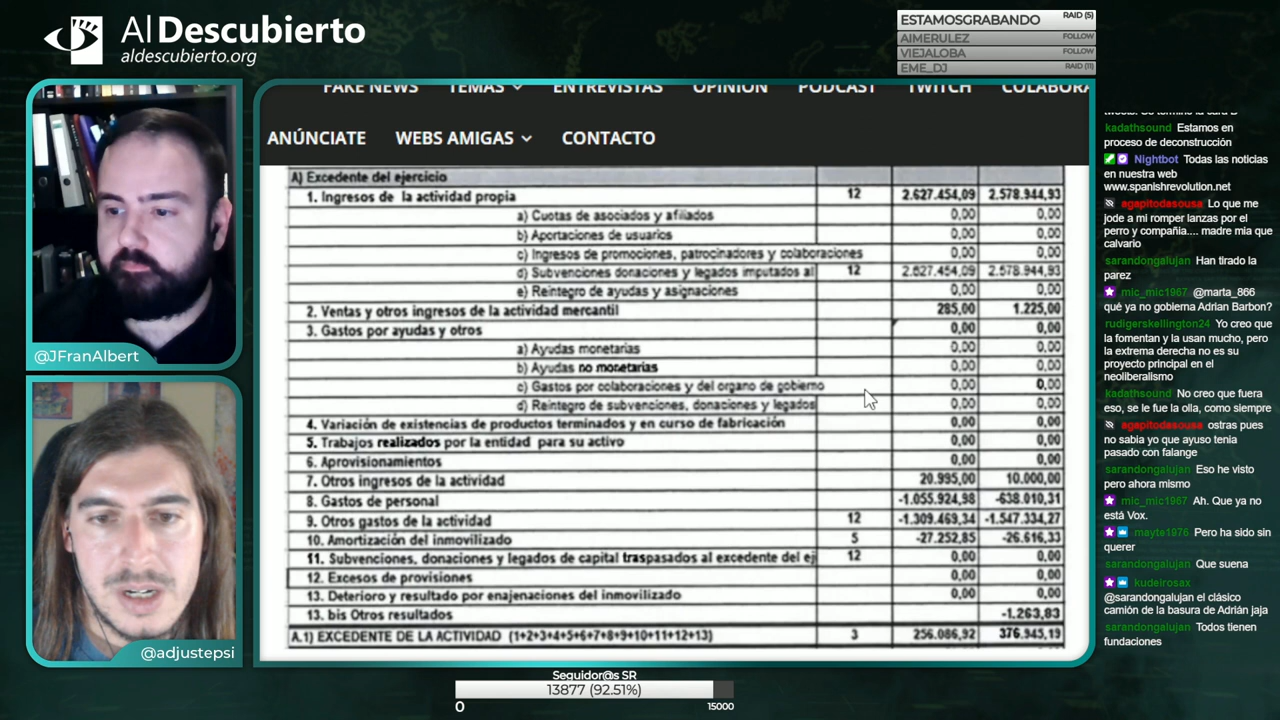 Al Descubierto
aldescubierto.org
ESTAMOSGRABANDO RAID (5)
AIMERULEZ FOLLOW
VIEJALOBA FOLLOW
EME_DJ RAID (11)
FAKE NEWS TEMAS ENTREVISTAS OPINIÓN PODCAST TWITCH COLABORA
ANÚNCIATE WEBS AMIGAS CONTACTO
A) Excedente del ejercicio
1. Ingresos de la actividad propia 12 2.627.454,09 2.578.944,93
a) Cuotas de asociados y afiliados 0,00 0,00
b) Aportaciones de usuarios 0,00 0,00
c) Ingresos de promociones, patrocinadores y colaboraciones 0,00 0,00
d) Subvenciones donaciones y legados imputados al 12 2.627.454,09 2.578.944,93
e) Reintegro de ayudas y asignaciones 0,00 0,00
2. Ventas y otros ingresos de la actividad mercantil 285,00 1.225,00
3. Gastos por ayudas y otros 0,00 0,00
a) Ayudas monetarias 0,00 0,00
b) Ayudas no monetarias 0,00 0,00
c) Gastos por colaboraciones y del organo de gobierno 0,00 0,00
d) Reintegro de subvenciones, donaciones y legados 0,00 0,00
4. Variación de existencias de productos terminados y en curso de fabricación 0,00 0,00
5. Trabajos realizados por la entidad para su activo 0,00 0,00
6. Aprovisionamientos 0,00 0,00
7. Otros ingresos de la actividad 20.995,00 10.000,00
8. Gastos de personal -1.055.924,98 -638.010,31
9. Otros gastos de la actividad 12 -1.309.469,34 -1.547.334,27
10. Amortización del inmovilizado 5 -27.252,85 -26.616,33
11. Subvenciones, donaciones y legados de capital traspasados al excedente del ej 12 0,00 0,00
12. Excesos de provisiones 0,00 0,00
13. Deterioro y resultado por enajenaciones del inmovilizado 0,00 0,00
13. bis Otros resultados -1.263,83
A.1) EXCEDENTE DE LA ACTIVIDAD (1+2+3+4+5+6+7+8+9+10+11+12+13) 3 256.086,92 376.945,19
@JFranAlbert
@adjustepsi
Seguidor@s SR
13877 (92.51%)
0 15000
kadathsound Estamos en
proceso de deconstrucción
Nightbot Todas las noticias
en nuestra web
www.spanishrevolution.net
agapitodasousa Lo que me
jode a mi romper lanzas por el
perro y compañia.... madre mia que
calvario
sarandongalujan Han tirado la
parez
mic_mic1967 @marta_866
qué ya no gobierna Adrian Barbon?
rudigerskellington24 Yo creo que
la fomentan y la usan mucho, pero
la extrema derecha no es su
proyecto principal en el
neoliberalismo
kadathsound No creo que fuera
eso, se le fue la olla, como siempre
agapitodasousa ostras pues
no sabia yo que ayuso tenia
pasado con falange
sarandongalujan Eso he visto
pero ahora mismo
mic_mic1967 Ah. Que ya no
está Vox.
mayte1976 Pero ha sido sin
querer
sarandongalujan Que suena
kudeirosax
@sarandongalujan el clásico
camión de la basura de Adrián jaja
sarandongalujan Todos tienen
fundaciones